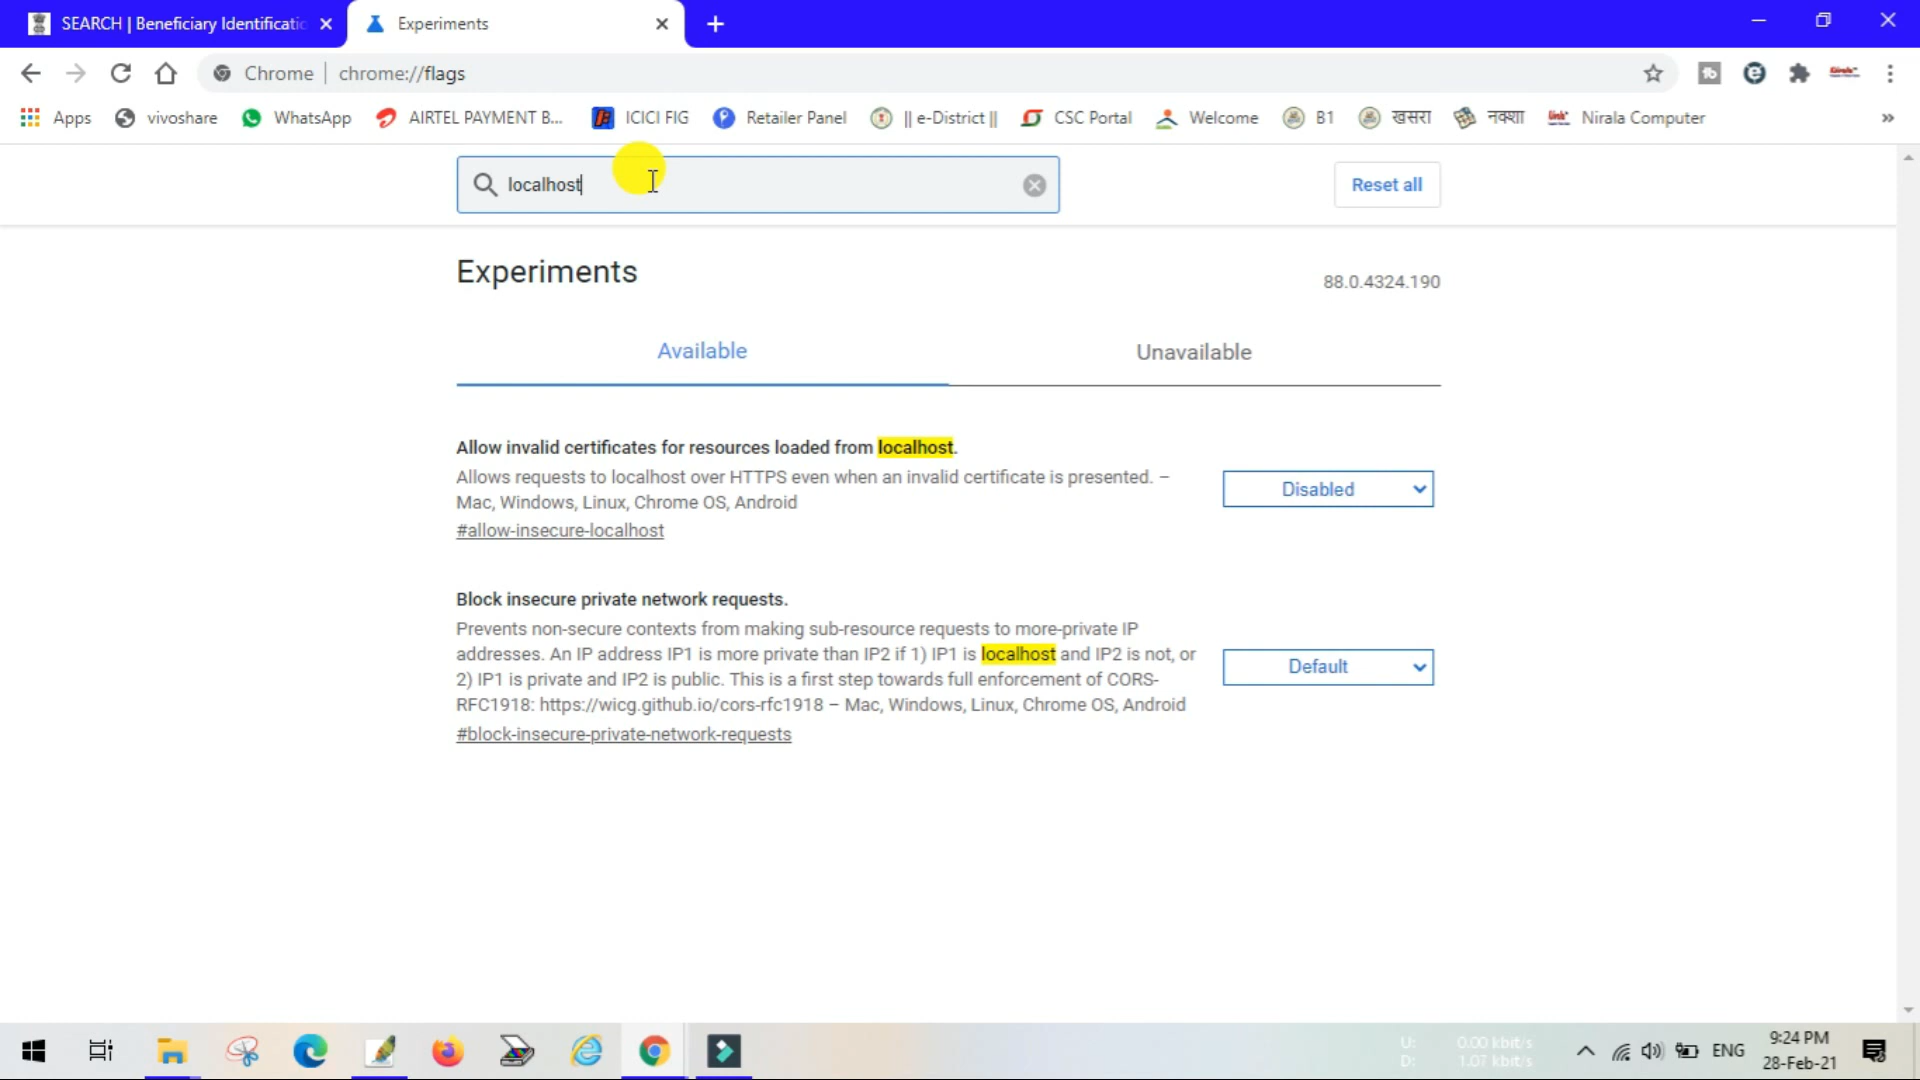 SEARCH | Beneficiary Identificatio
Experiments
Chrome | chrome://flags
Apps
vivoshare
WhatsApp
AIRTEL PAYMENT B...
ICICI FIG
Retailer Panel
|| e-District ||
CSC Portal
Welcome
B1
खसरा
नक्शा
Nirala Computer
»
localhost
Reset all
Experiments
88.0.4324.190
Available
Unavailable
Allow invalid certificates for resources loaded from localhost.
Allows requests to localhost over HTTPS even when an invalid certificate is presented. –
Mac, Windows, Linux, Chrome OS, Android
#allow-insecure-localhost
Disabled
Block insecure private network requests.
Prevents non-secure contexts from making sub-resource requests to more-private IP
addresses. An IP address IP1 is more private than IP2 if 1) IP1 is localhost and IP2 is not, or
2) IP1 is private and IP2 is public. This is a first step towards full enforcement of CORS-
RFC1918: https://wicg.github.io/cors-rfc1918 – Mac, Windows, Linux, Chrome OS, Android
#block-insecure-private-network-requests
Default
U: 0.00 kbit/s
D: 1.07 kbit/s
ENG
9:24 PM
28-Feb-21